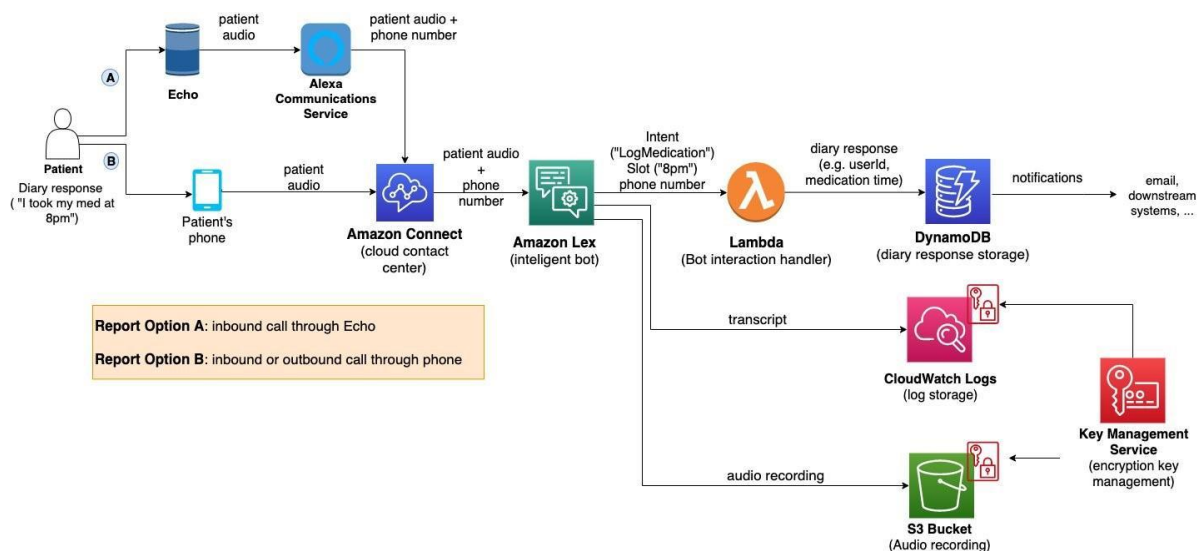 patient
audio
patient audio +
phone number
A
Echo
Alexa
Communications
Service
B
Patient
Diary response
( "I took my med at
8pm")
Patient's
phone
patient
audio
Amazon Connect
(cloud contact
center)
patient audio
+
phone
number
Amazon Lex
(inteligent bot)
Intent
("LogMedication")
Slot ("8pm")
phone number
Lambda
(Bot interaction handler)
diary response
(e.g. userId,
medication time)
DynamoDB
(diary response storage)
notifications
email,
downstream
systems, ...
Report Option A: inbound call through Echo
Report Option B: inbound or outbound call through phone
transcript
CloudWatch Logs
(log storage)
Key Management
Service
(encryption key
management)
audio recording
S3 Bucket
(Audio recording)